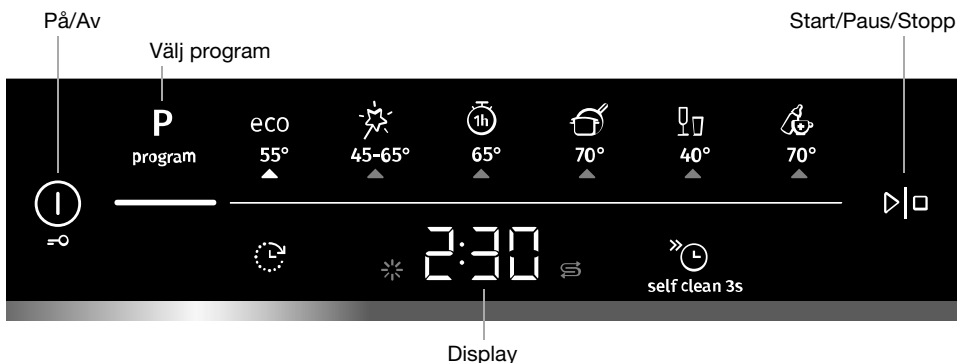 På/Av
Start/Paus/Stopp
Välj program
P
program
eco
1h
55°
45-65°
65°
70°
40°
70°
2:30
self clean 3s
Display